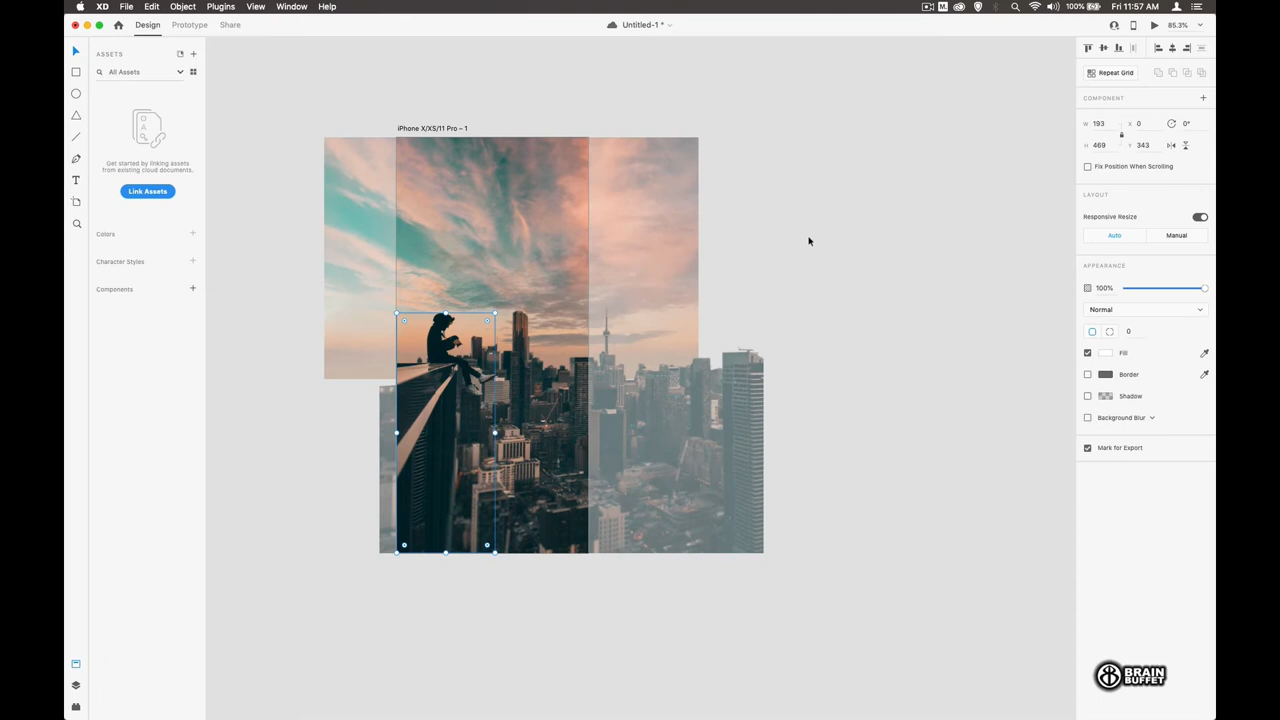 XD File Edit Object Plugins View Window Help
100% Fri 11:57 AM
Design Prototype Share
Untitled-1 *
85.3%
ASSETS
All Assets
Get started by linking assets
from existing cloud documents.
Link Assets
Colors
Character Styles
Components
iPhone X/XS/11 Pro – 1
Repeat Grid
COMPONENT
W 193 X 0 0°
H 469 Y 343
Fix Position When Scrolling
LAYOUT
Responsive Resize
Auto Manual
APPEARANCE
100%
Normal
0
Fill
Border
Shadow
Background Blur
Mark for Export
BRAIN
BUFFET